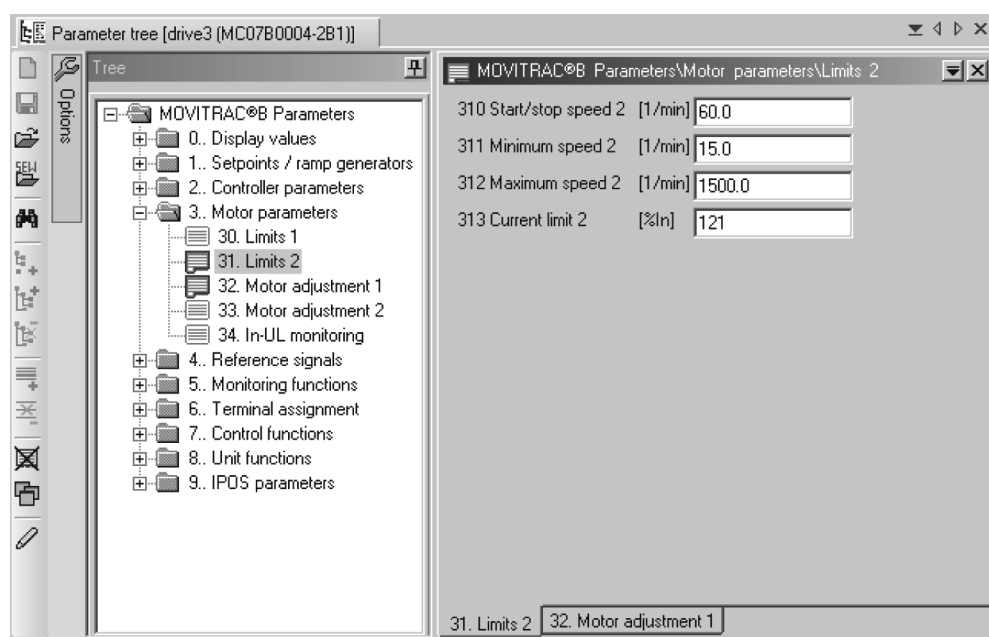 Parameter tree [drive3 (MC07B0004-2B1)]
SEW
Options
Tree
MOVITRAC®B Parameters
0.. Display values
1.. Setpoints / ramp generators
2.. Controller parameters
3.. Motor parameters
30. Limits 1
31. Limits 2
32. Motor adjustment 1
33. Motor adjustment 2
34. In-UL monitoring
4.. Reference signals
5.. Monitoring functions
6.. Terminal assignment
7.. Control functions
8.. Unit functions
9.. IPOS parameters
MOVITRAC®B Parameters\Motor parameters\Limits 2
310 Start/stop speed 2 [1/min] 60.0
311 Minimum speed 2 [1/min] 15.0
312 Maximum speed 2 [1/min] 1500.0
313 Current limit 2 [%In] 121
31. Limits 2 32. Motor adjustment 1